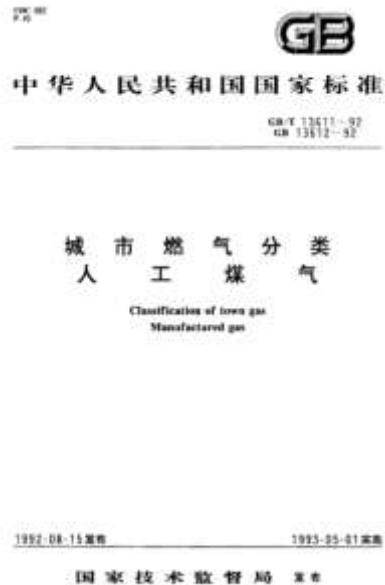 GB
中华人民共和国国家标准
GB/T 13611—92
GB 13612—92
城市燃气分类
人工煤气
Classification of town gas
Manufactured gas
1992-08-15发布
1993-05-01实施
国家技术监督局 发布